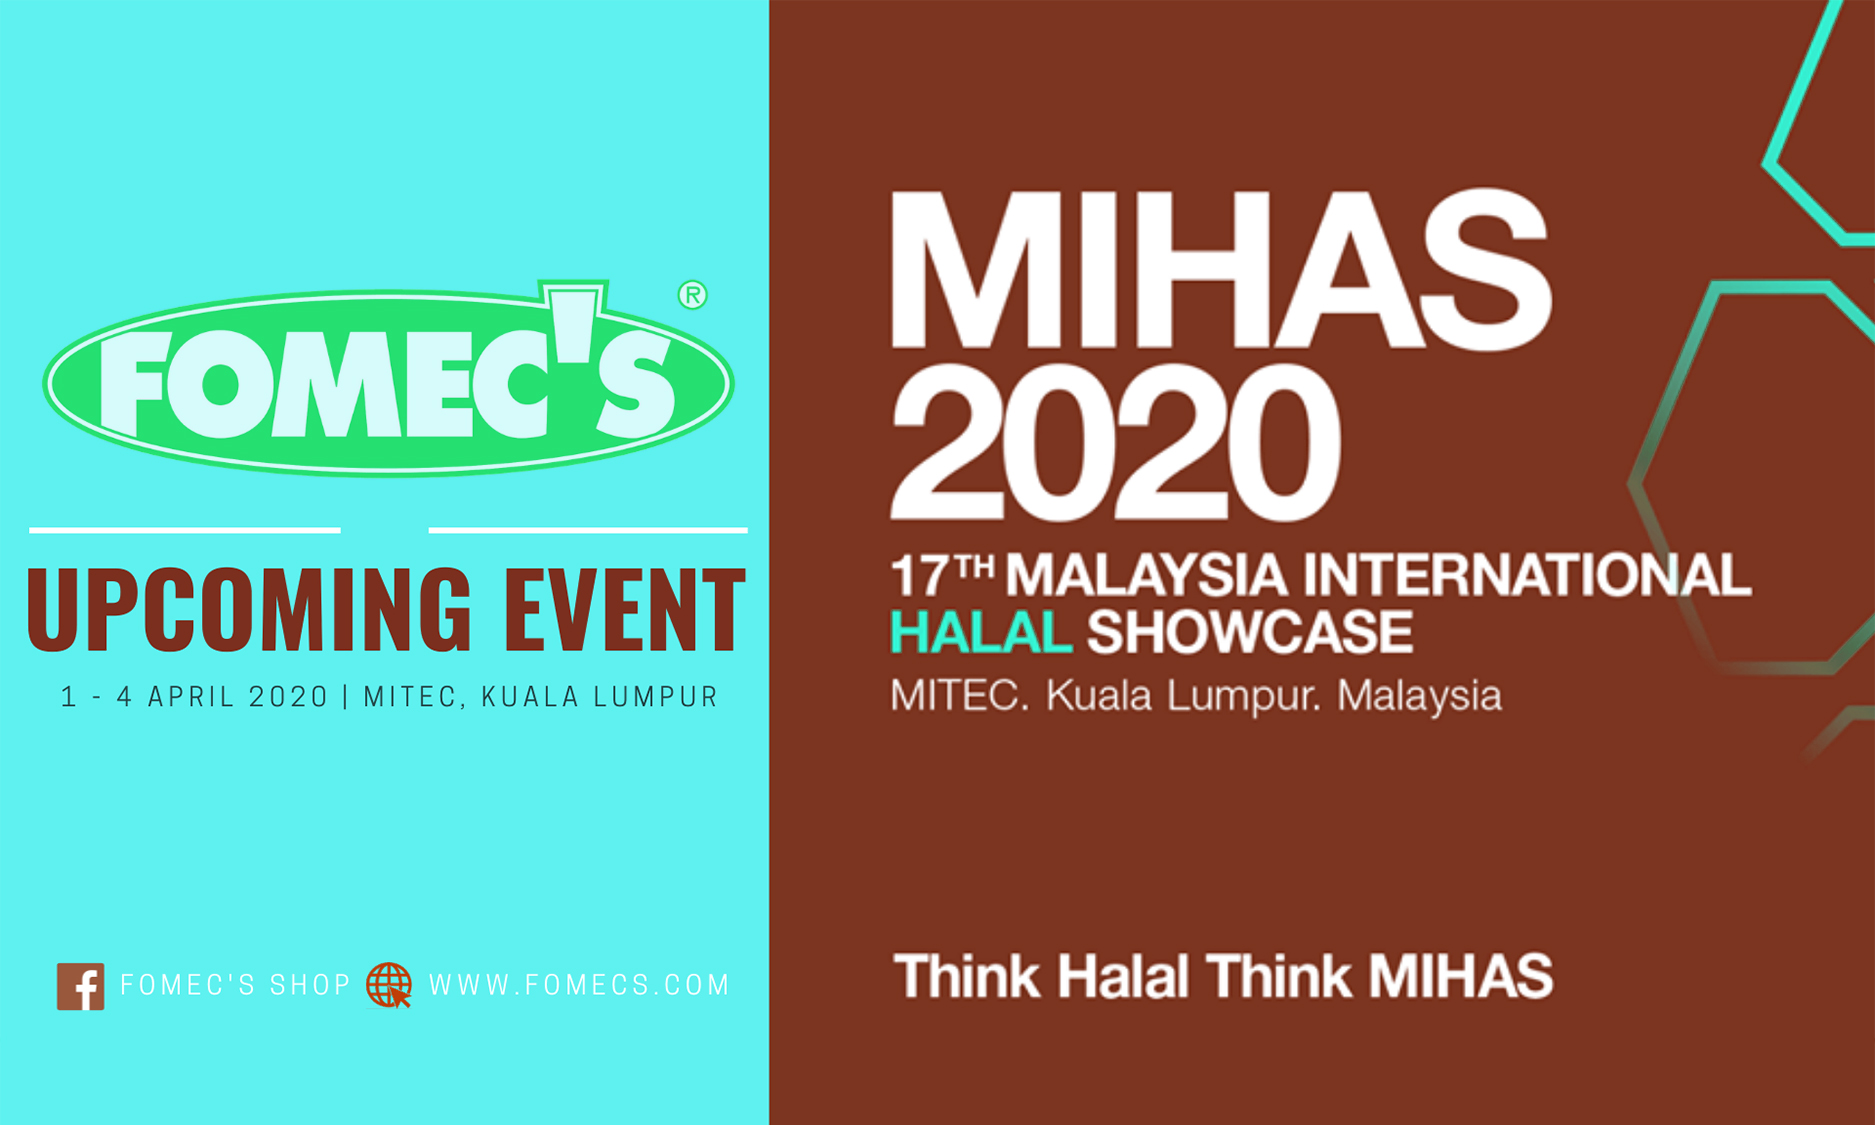 FOMEC'S ®
UPCOMING EVENT
1 - 4 APRIL 2020 | MITEC, KUALA LUMPUR
FOMEC'S SHOP WWW.FOMECS.COM
MIHAS
2020
17TH MALAYSIA INTERNATIONAL
HALAL SHOWCASE
MITEC. Kuala Lumpur. Malaysia
Think Halal Think MIHAS